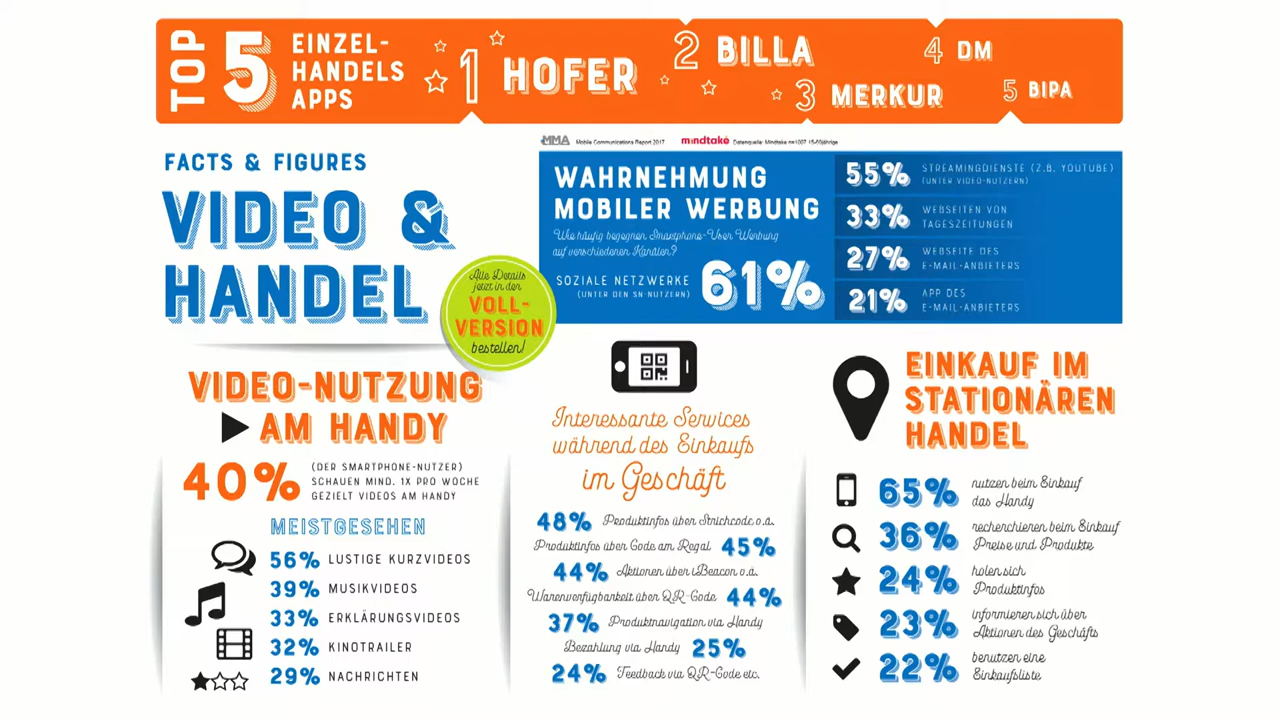 TOP 5 EINZEL-
HANDELS
APPS
1 HOFER
2 BILLA
3 MERKUR
4 DM
5 BIPA
MMA Mobile Communications Report 2017 mindtake Datenquelle: Mindtake n=1007 15-69jährige
FACTS & FIGURES
VIDEO &
HANDEL
Alle Details
jetzt in der
VOLL-
VERSION
bestellen!
WAHRNEHMUNG
MOBILER WERBUNG
Wie häufig begegnen Smartphone-User Werbung
auf verschiedenen Kanälen?
SOZIALE NETZWERKE
(UNTER DEN SN-NUTZERN)
61%
55% STREAMINGDIENSTE (Z.B. YOUTUBE)
(UNTER VIDEO-NUTZERN)
33% WEBSEITEN VON
TAGESZEITUNGEN
27% WEBSEITE DES
E-MAIL-ANBIETERS
21% APP DES
E-MAIL-ANBIETERS
VIDEO-NUTZUNG
AM HANDY
40% (DER SMARTPHONE-NUTZER)
SCHAUEN MIND. 1X PRO WOCHE
GEZIELT VIDEOS AM HANDY
MEISTGESEHEN
56% LUSTIGE KURZVIDEOS
39% MUSIKVIDEOS
33% ERKLÄRUNGSVIDEOS
32% KINOTRAILER
29% NACHRICHTEN
Interessante Services
während des Einkaufs
im Geschäft
48% Produktinfos über Strichcode o.ä.
Produktinfos über Code am Regal 45%
44% Aktionen über iBeacon o.ä.
Warenverfügbarkeit über QR-Code 44%
37% Produktnavigation via Handy
Bezahlung via Handy 25%
24% Feedback via QR-Code etc.
EINKAUF IM
STATIONÄREN
HANDEL
65% nutzen beim Einkauf
das Handy
36% recherchieren beim Einkauf
Preise und Produkte
24% holen sich
Produktinfos
23% informieren sich über
Aktionen des Geschäfts
22% benutzen eine
Einkaufsliste